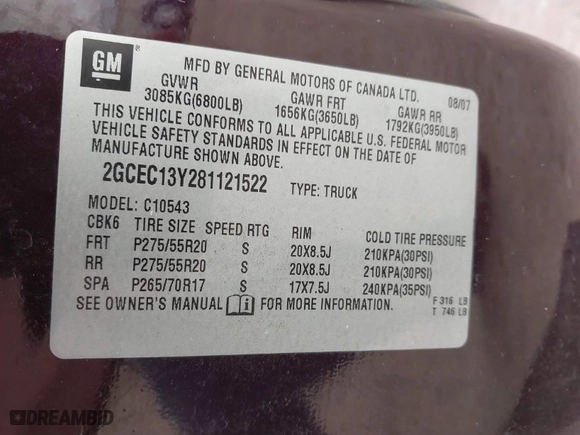 GM
MFD BY GENERAL MOTORS OF CANADA LTD.
08/07
GVWR GAWR FRT GAWR RR
3085KG(6800LB) 1656KG(3650LB) 1792KG(3950LB)
THIS VEHICLE CONFORMS TO ALL APPLICABLE U.S. FEDERAL MOTOR
VEHICLE SAFETY STANDARDS IN EFFECT ON THE DATE OF
MANUFACTURE SHOWN ABOVE.
2GCEC13Y281121522 TYPE: TRUCK
MODEL: C10543
CBK6 TIRE SIZE SPEED RTG RIM COLD TIRE PRESSURE
FRT P275/55R20 S 20X8.5J 210KPA(30PSI)
RR P275/55R20 S 20X8.5J 210KPA(30PSI)
SPA P265/70R17 S 17X7.5J 240KPA(35PSI)
SEE OWNER'S MANUAL FOR MORE INFORMATION.
F 316 LB
T 746 LB
DREAMBID